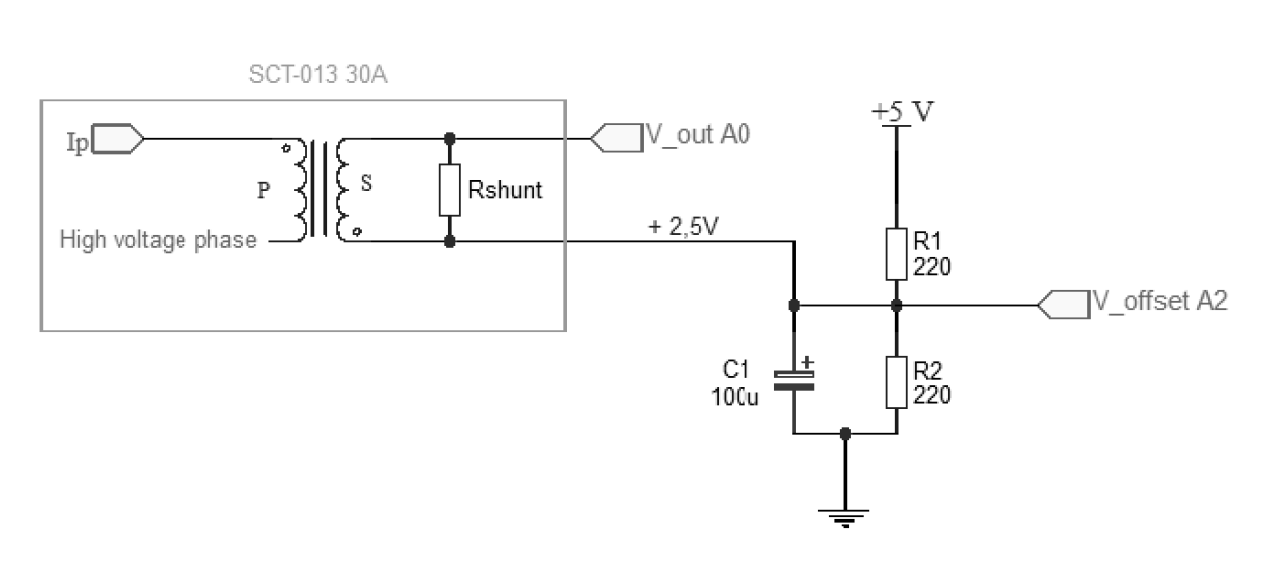 SCT-013 30A
Ip
V_out A0
+5 V
P
S
Rshunt
High voltage phase
+ 2,5V
R1
220
V_offset A2
C1
100u
+
R2
220